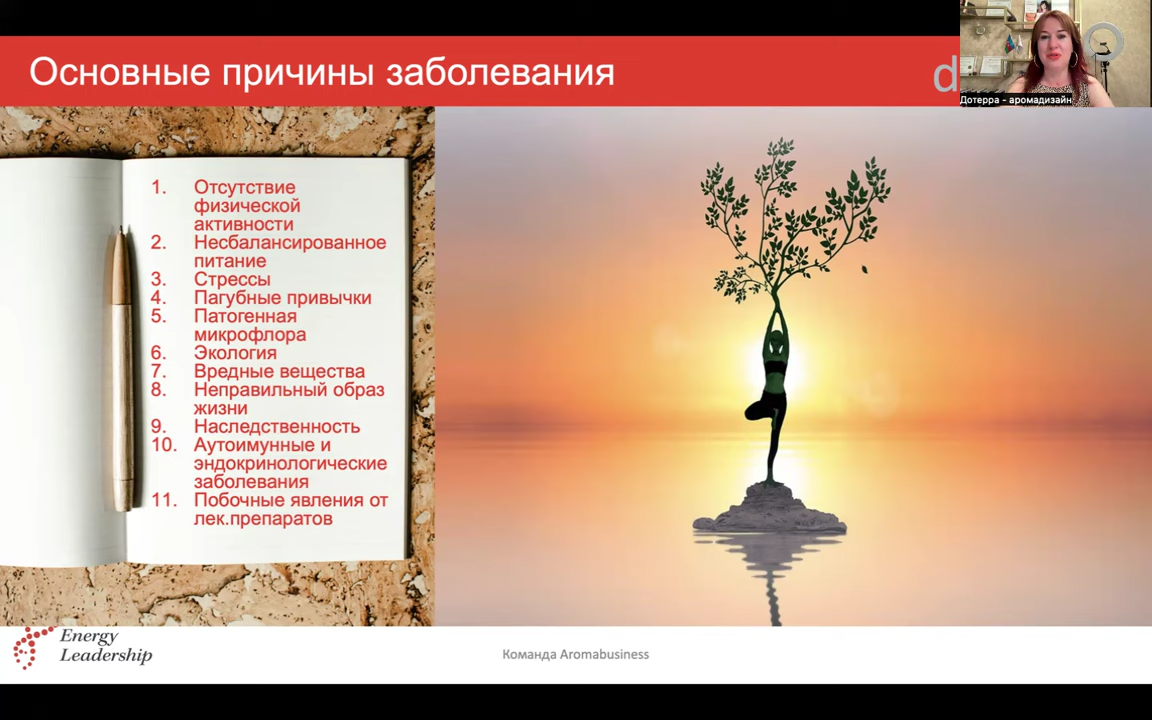 Основные причины заболевания
d
Дотерра - аромадизайн
1. Отсутствие
физической
активности
2. Несбалансированное
питание
3. Стрессы
4. Пагубные привычки
5. Патогенная
микрофлора
6. Экология
7. Вредные вещества
8. Неправильный образ
жизни
9. Наследственность
10. Аутоимунные и
эндокринологические
заболевания
11. Побочные явления от
лек.препаратов
Energy
Leadership
Команда Aromabusiness